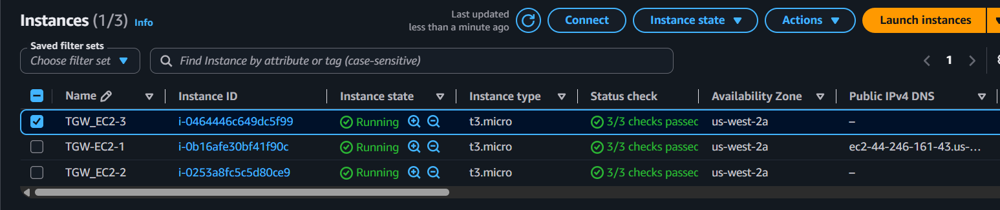 Instances (1/3) Info
Last updated
less than a minute ago
Connect
Instance state
Actions
Launch instances
Saved filter sets
Choose filter set
Find Instance by attribute or tag (case-sensitive)
1
Name Instance ID Instance state Instance type Status check Availability Zone Public IPv4 DNS
TGW_EC2-3 i-0464446c649dc5f99 Running t3.micro 3/3 checks passec us-west-2a –
TGW-EC2-1 i-0b16afe30bf41f90c Running t3.micro 3/3 checks passec us-west-2a ec2-44-246-161-43.us-...
TGW_EC2-2 i-0253a8fc5c5d80ce9 Running t3.micro 3/3 checks passec us-west-2a –